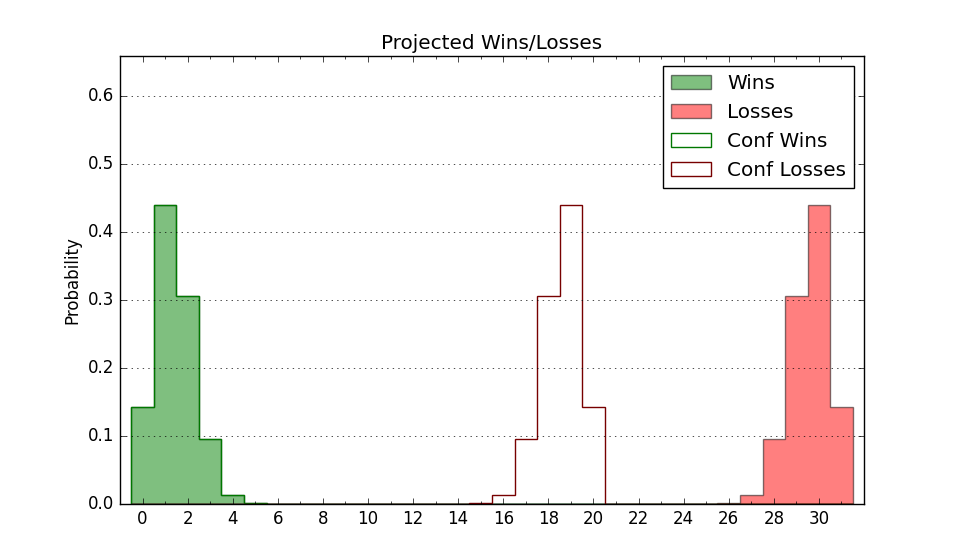 Projected Wins/Losses
Wins
Losses
Conf Wins
Conf Losses
Probability
0.6
0.5
0.4
0.3
0.2
0.1
0.0
0 2 4 6 8 10 12 14 16 18 20 22 24 26 28 30